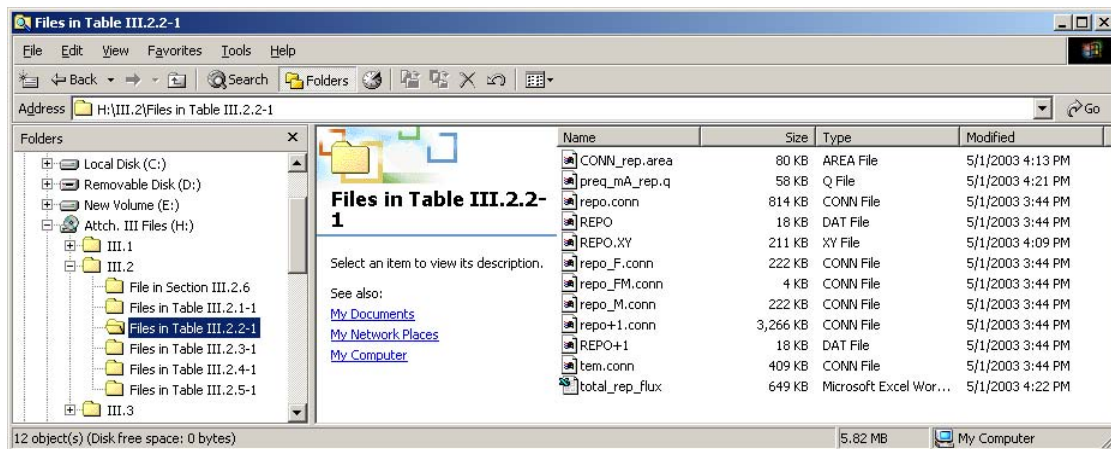 Files in Table III.2.2-1
File Edit View Favorites Tools Help
Back Search Folders
Address H:\III.2\Files in Table III.2.2-1 Go
Folders
Local Disk (C:)
Removable Disk (D:)
New Volume (E:)
Attch. III Files (H:)
III.1
III.2
File in Section III.2.6
Files in Table III.2.1-1
Files in Table III.2.2-1
Files in Table III.2.3-1
Files in Table III.2.4-1
Files in Table III.2.5-1
III.3
Files in Table III.2.2-
1
Select an item to view its description.
See also:
My Documents
My Network Places
My Computer
Name Size Type Modified
CONN_rep.area 80 KB AREA File 5/1/2003 4:13 PM
preq_mA_rep.q 58 KB Q File 5/1/2003 4:21 PM
repo.conn 814 KB CONN File 5/1/2003 3:44 PM
REPO 18 KB DAT File 5/1/2003 3:44 PM
REPO.XY 211 KB XY File 5/1/2003 4:09 PM
repo_F.conn 222 KB CONN File 5/1/2003 3:44 PM
repo_FM.conn 4 KB CONN File 5/1/2003 3:44 PM
repo_M.conn 222 KB CONN File 5/1/2003 3:44 PM
repo+1.conn 3,266 KB CONN File 5/1/2003 3:44 PM
REPO+1 18 KB DAT File 5/1/2003 3:44 PM
tem.conn 409 KB CONN File 5/1/2003 3:44 PM
total_rep_flux 649 KB Microsoft Excel Wor... 5/1/2003 4:22 PM
12 object(s) (Disk free space: 0 bytes) 5.82 MB My Computer